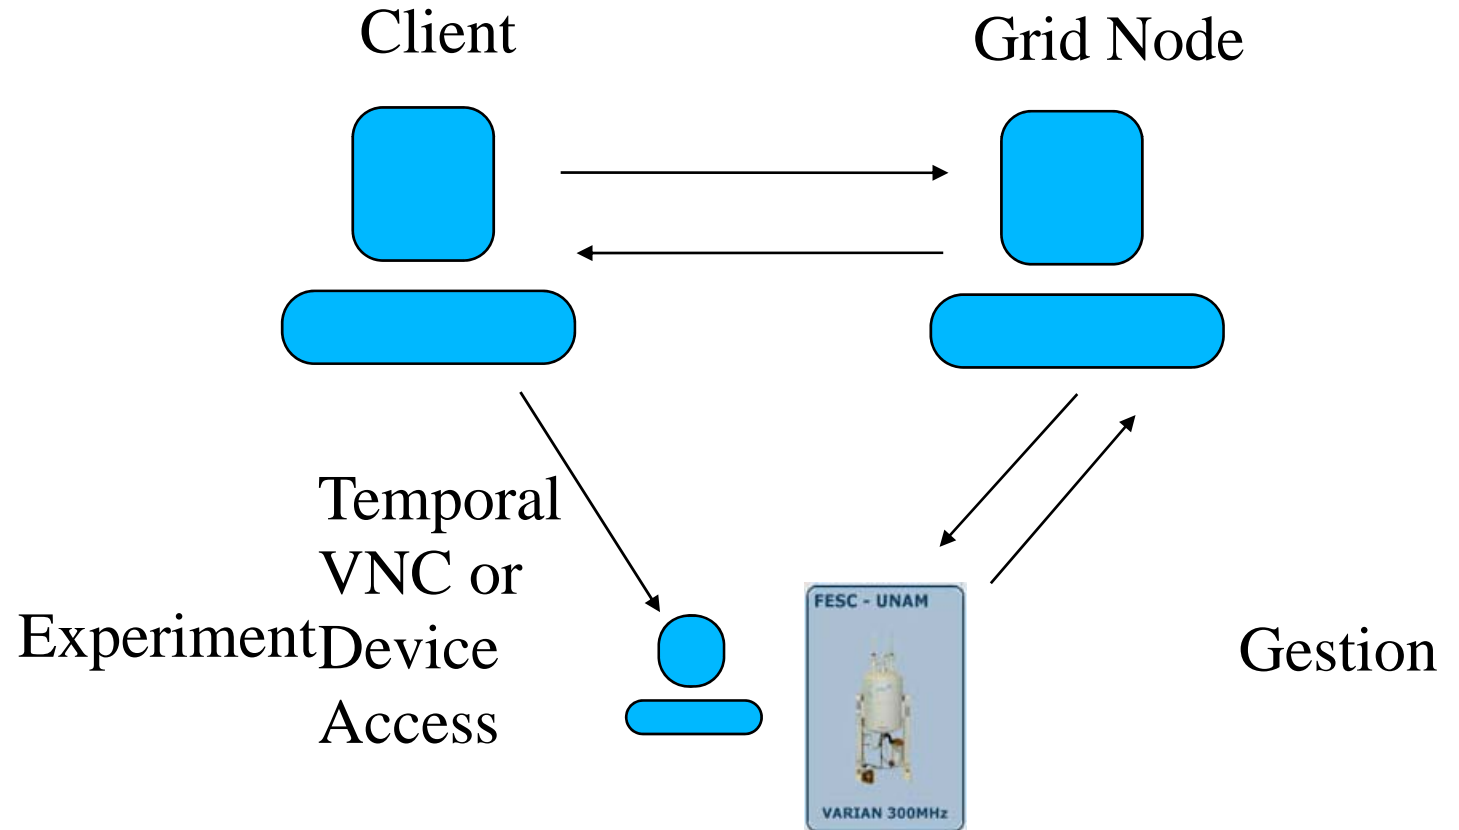 Client
Grid Node
Temporal
VNC or
Device
Access
Experiment
FESC - UNAM
VARIAN 300MHz
Gestion